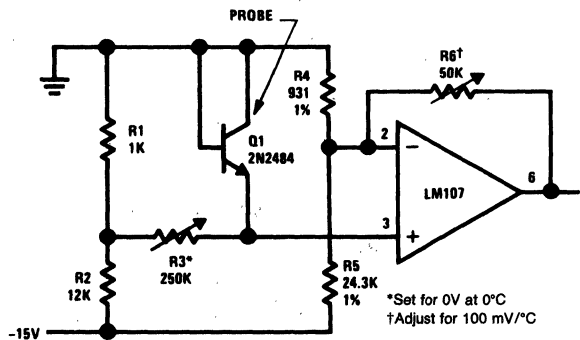 PROBE
R1
1K
Q1
2N2484
R4
931
1%
R6†
50K
2
LM107
6
3
R3*
250K
R2
12K
R5
24.3K
1%
*Set for 0V at 0°C
†Adjust for 100 mV/°C
-15V